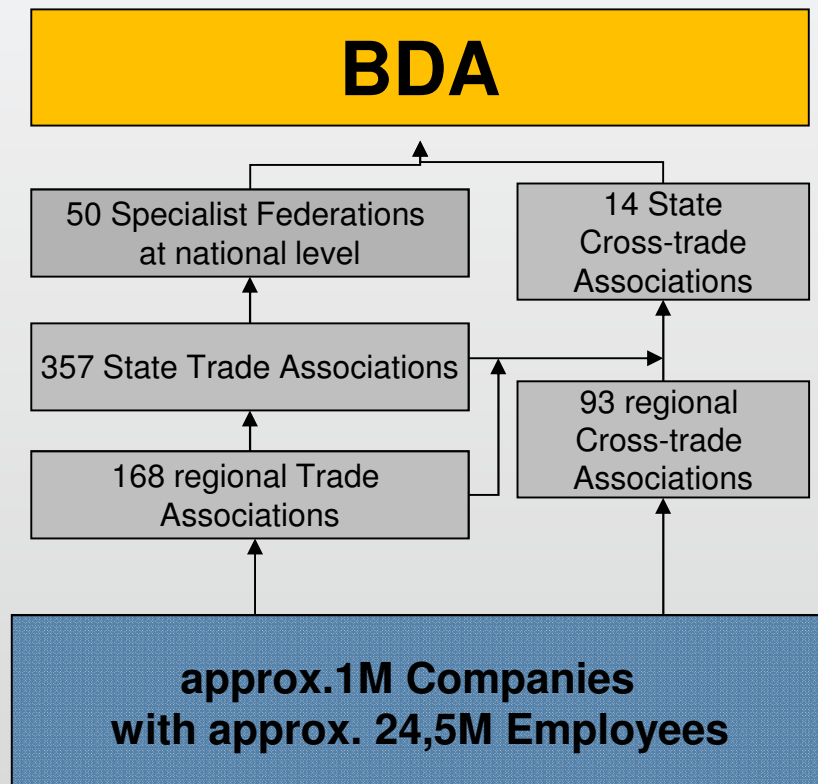 BDA
50 Specialist Federations
at national level
14 State
Cross-trade
Associations
357 State Trade Associations
93 regional
Cross-trade
Associations
168 regional Trade
Associations
approx.1M Companies
with approx. 24,5M Employees